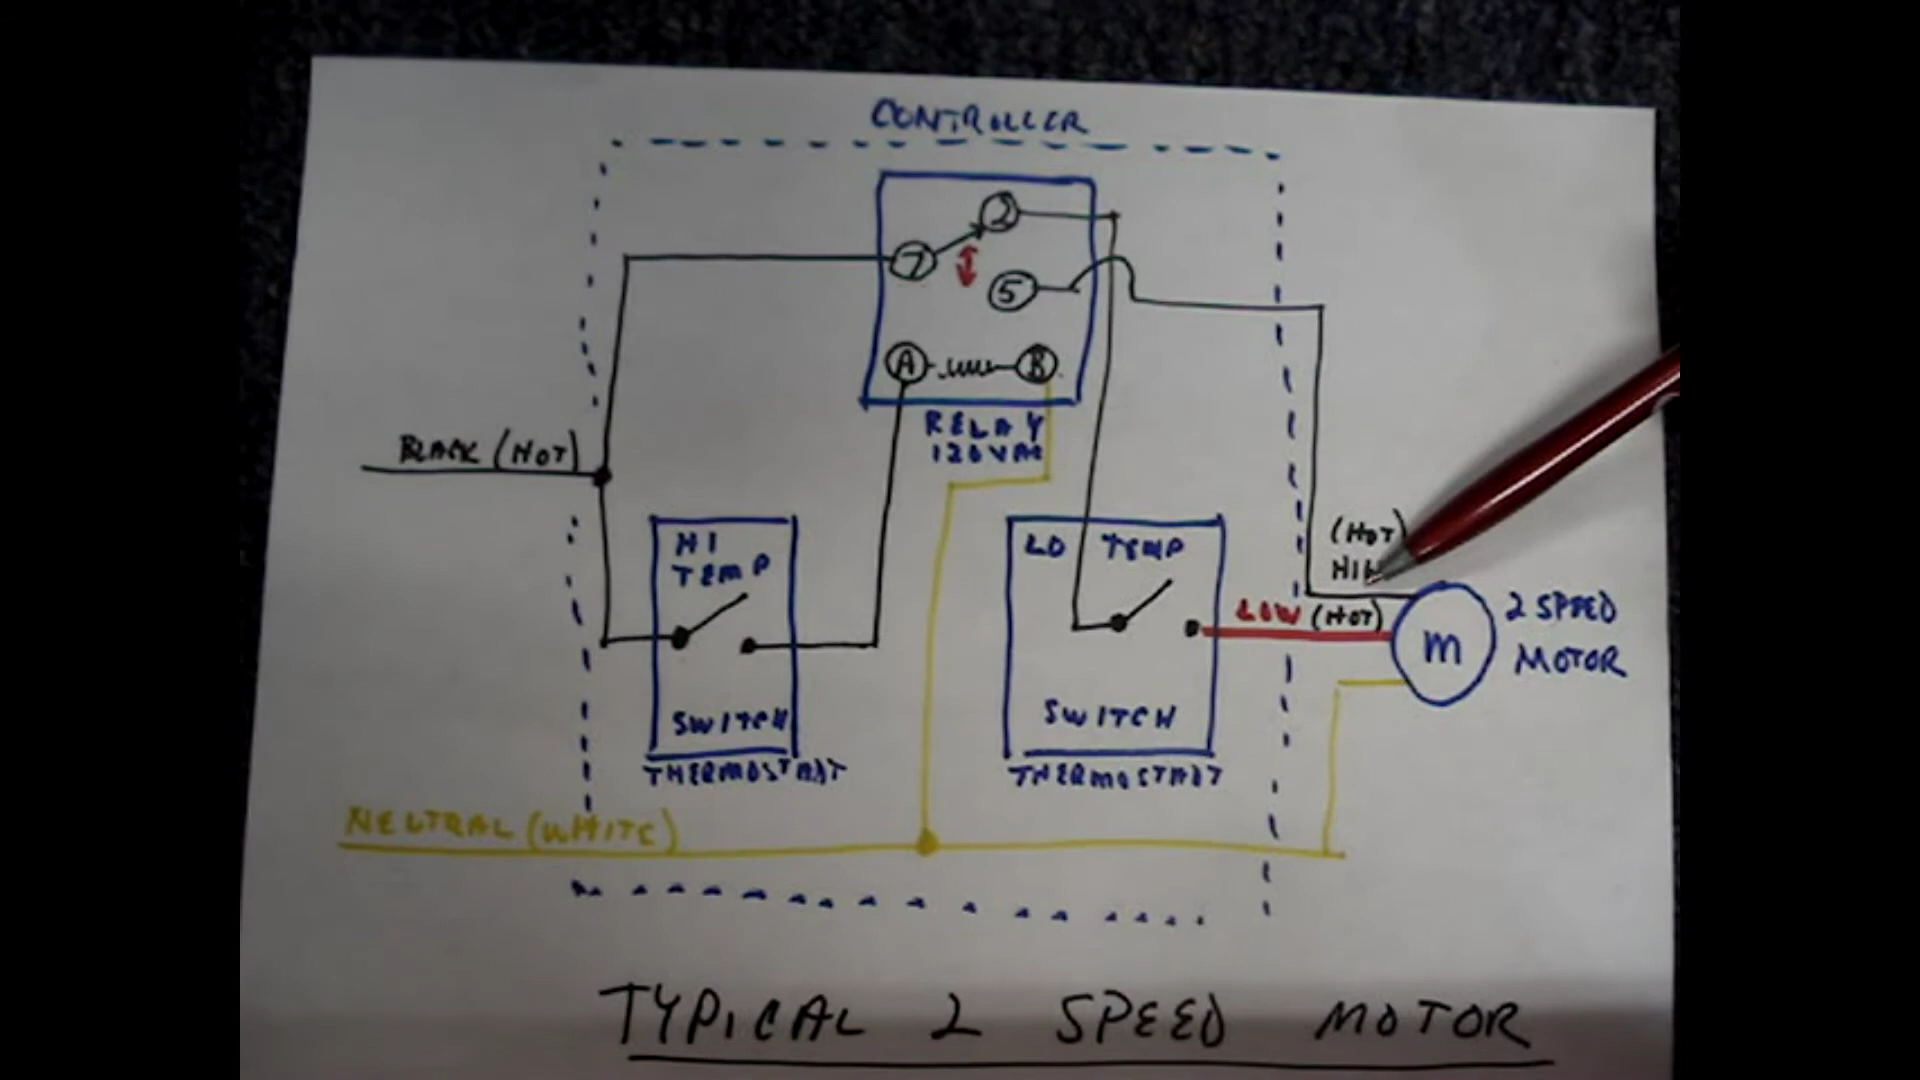 CONTROLLER
2
7
5
A
B
RELAY
120VAC
BLACK (HOT)
HI
TEMP
SWITCH
THERMOSTAT
LO TEMP
SWITCH
THERMOSTAT
(HOT)
LOW (HOT)
M
2 SPEED
MOTOR
NEUTRAL (WHITE)
TYPICAL 2 SPEED MOTOR